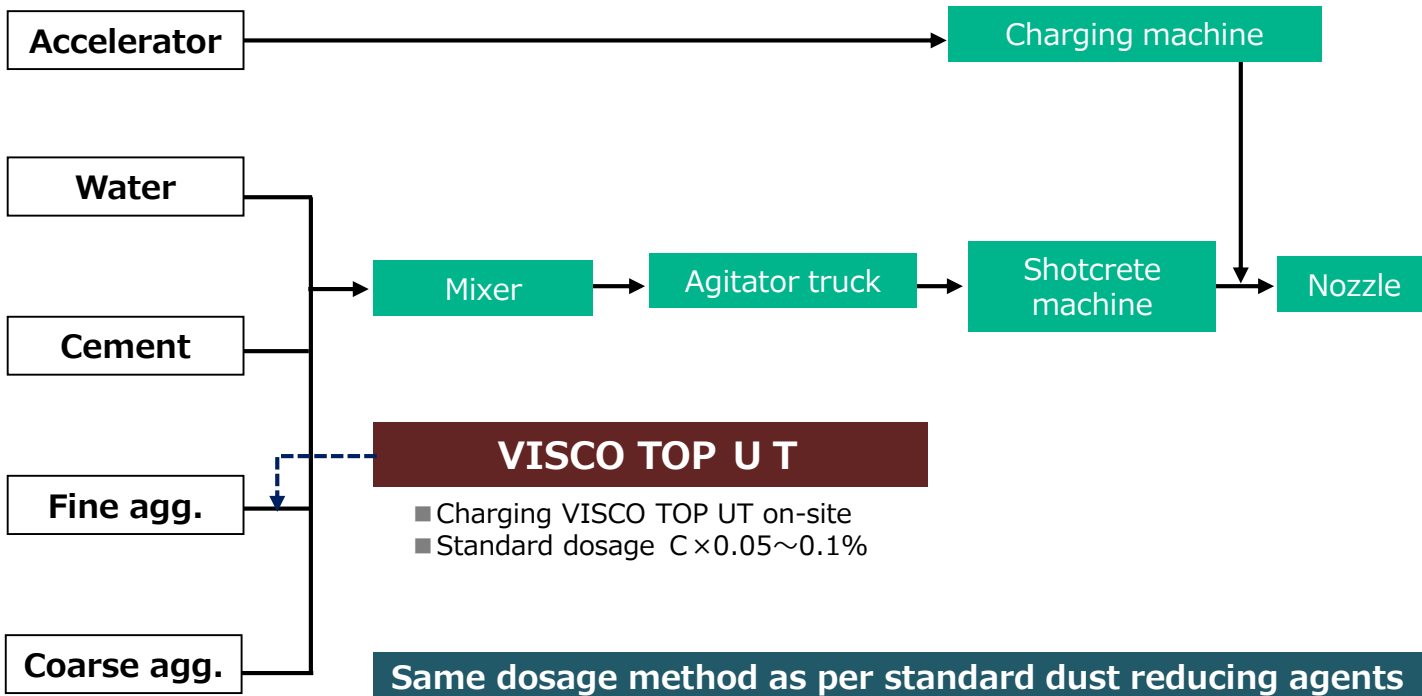 Accelerator
Charging machine
Water
Cement
Mixer
Agitator truck
Shotcrete
machine
Nozzle
VISCO TOP U T
Fine agg.
■ Charging VISCO TOP UT on-site
■ Standard dosage C×0.05～0.1%
Coarse agg.
Same dosage method as per standard dust reducing agents